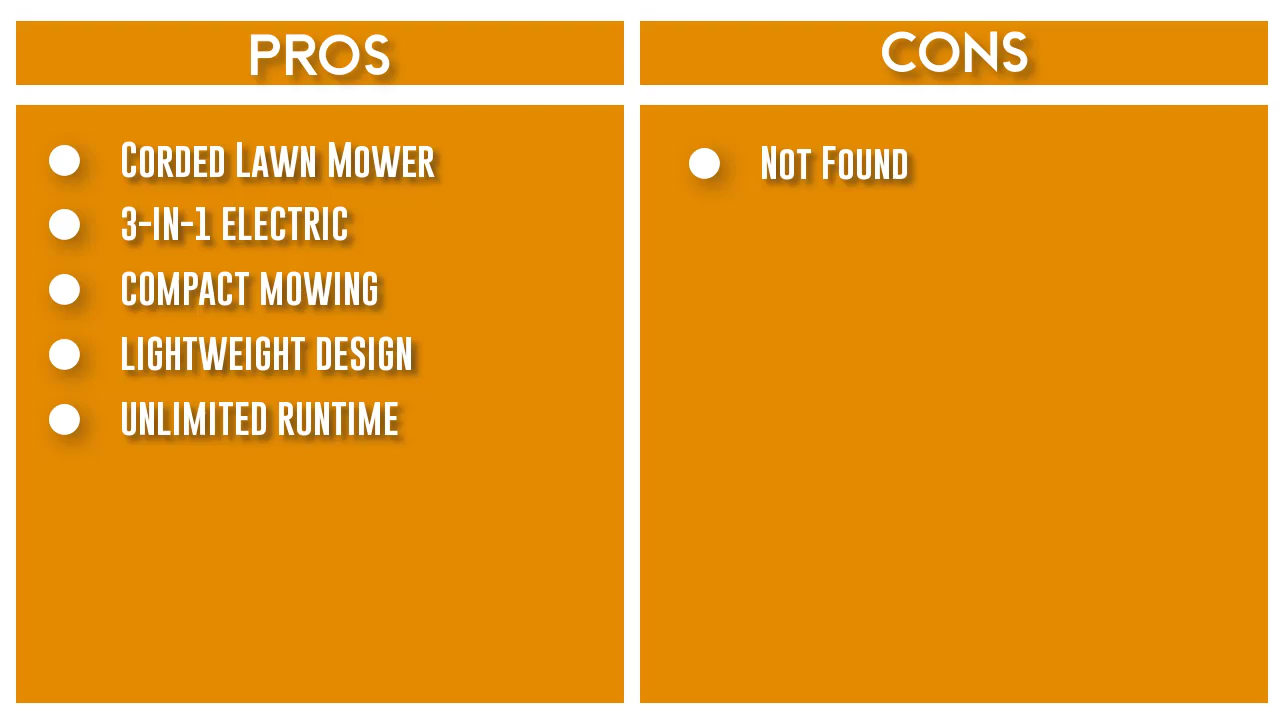 PROS
Corded Lawn Mower
3-IN-1 ELECTRIC
COMPACT MOWING
LIGHTWEIGHT DESIGN
UNLIMITED RUNTIME
CONS
Not Found